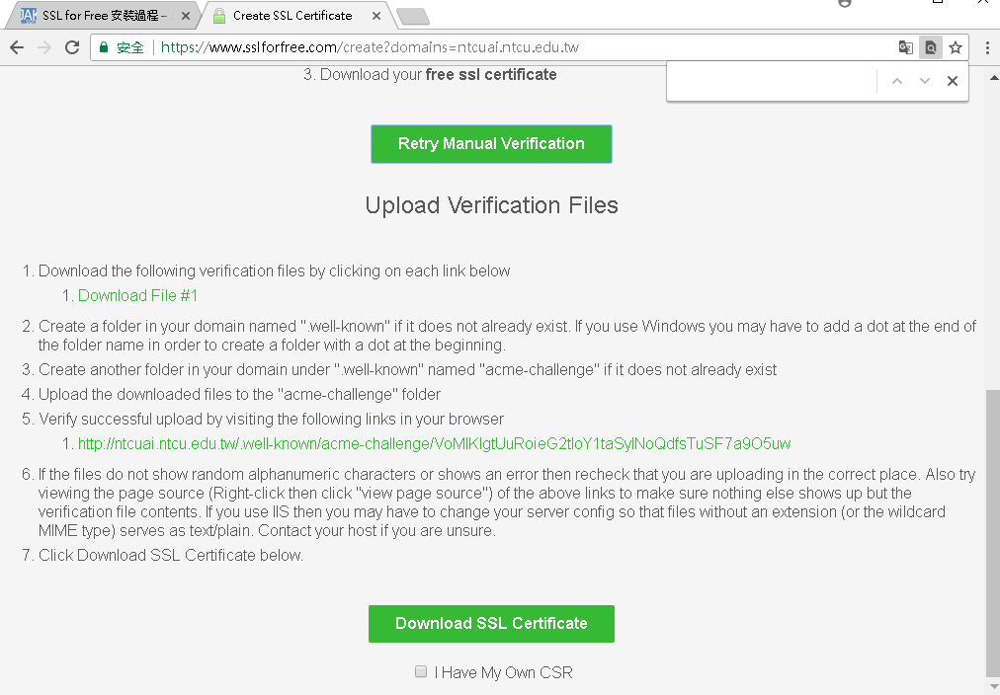 SSL for Free 安裝過程 –
Create SSL Certificate
安全
https://www.sslforfree.com/create?domains=ntcuai.ntcu.edu.tw
3. Download your free ssl certificate
Retry Manual Verification
Upload Verification Files
1. Download the following verification files by clicking on each link below
1. Download File #1
2. Create a folder in your domain named ".well-known" if it does not already exist. If you use Windows you may have to add a dot at the end of
the folder name in order to create a folder with a dot at the beginning.
3. Create another folder in your domain under ".well-known" named "acme-challenge" if it does not already exist
4. Upload the downloaded files to the "acme-challenge" folder
5. Verify successful upload by visiting the following links in your browser
1. http://ntcuai.ntcu.edu.tw/.well-known/acme-challenge/VoMIKIgtUuRoieG2tIoY1taSyINoQdfsTuSF7a9O5uw
6. If the files do not show random alphanumeric characters or shows an error then recheck that you are uploading in the correct place. Also try
viewing the page source (Right-click then click "view page source") of the above links to make sure nothing else shows up but the
verification file contents. If you use IIS then you may have to change your server config so that files without an extension (or the wildcard
MIME type) serves as text/plain. Contact your host if you are unsure.
7. Click Download SSL Certificate below.
Download SSL Certificate
I Have My Own CSR